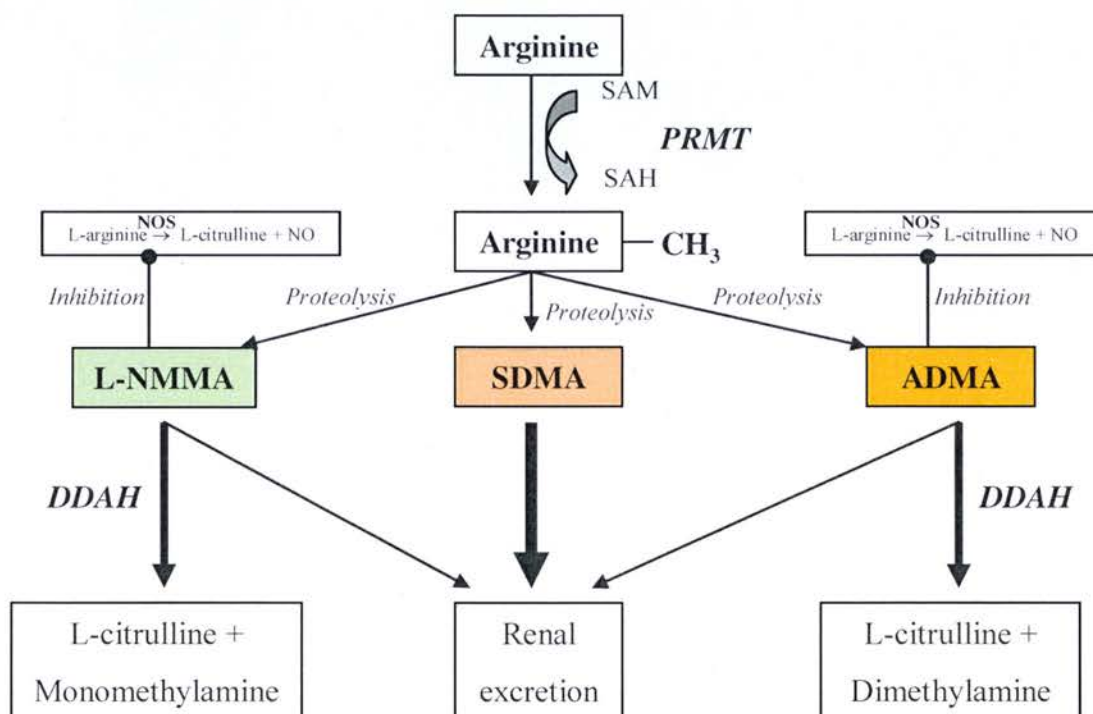 Arginine
SAM
PRMT
SAH
NOS
L-arginine → L-citrulline + NO
Arginine
CH₃
NOS
L-arginine → L-citrulline + NO
Inhibition
Proteolysis
Proteolysis
Proteolysis
Inhibition
L-NMMA
SDMA
ADMA
DDAH
DDAH
L-citrulline +
Monomethylamine
Renal
excretion
L-citrulline +
Dimethylamine